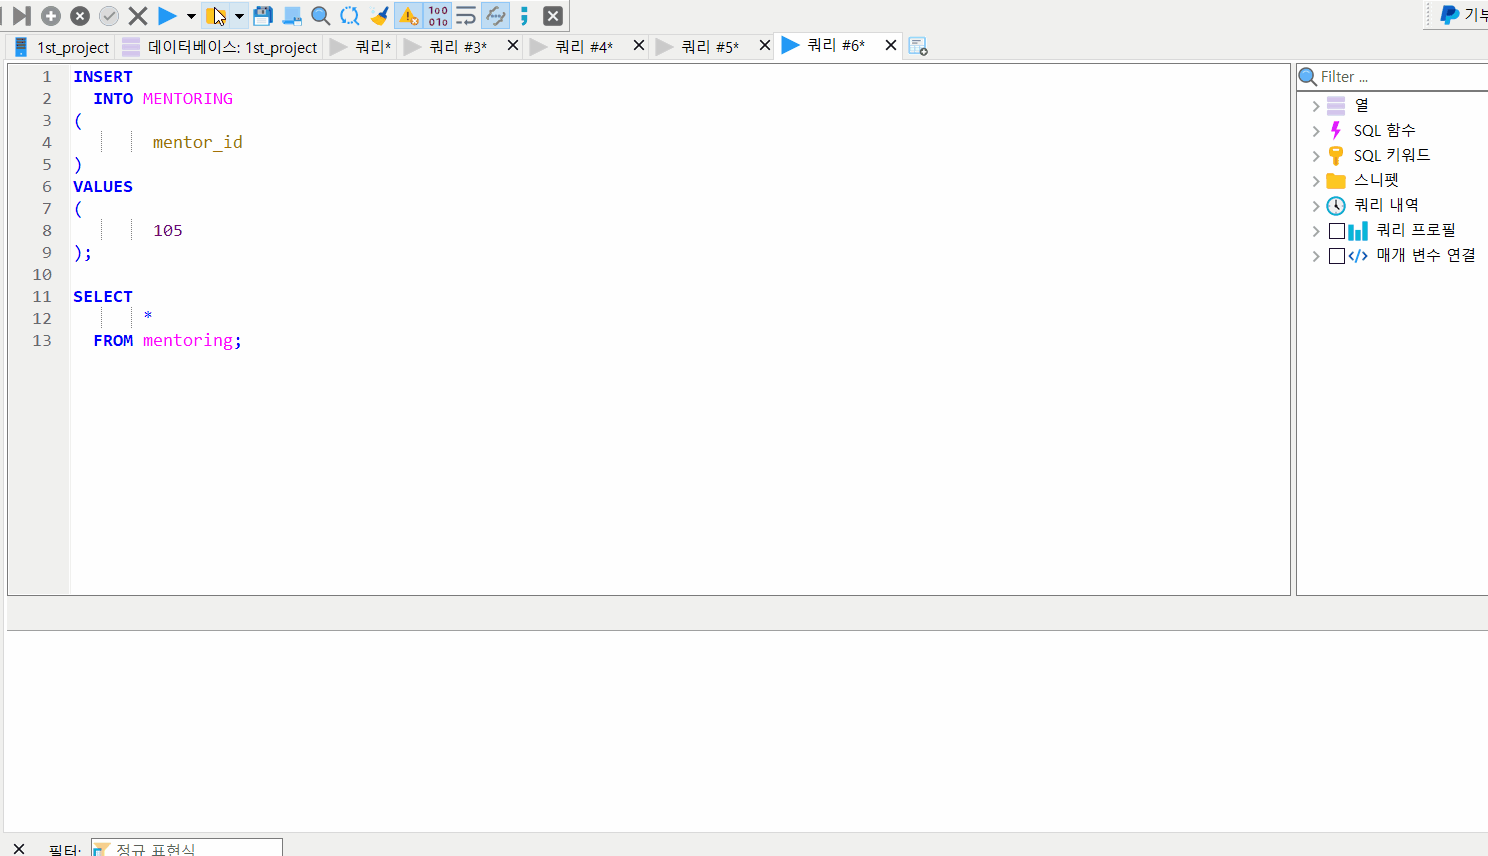 100
010
기부
1st_project 데이터베이스: 1st_project 쿼리* 쿼리 #3* 쿼리 #4* 쿼리 #5* 쿼리 #6*
1 INSERT
2 INTO MENTORING
3 (
4 mentor_id
5 )
6 VALUES
7 (
8 105
9 );
10
11 SELECT
12 *
13 FROM mentoring;
Filter ...
열
SQL 함수
SQL 키워드
스니펫
쿼리 내역
쿼리 프로필
매개 변수 연결
필터: 정규 표현식